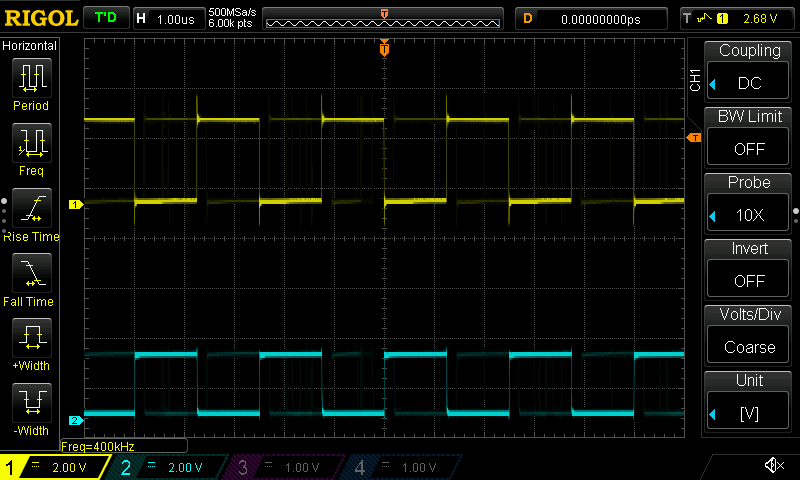 RIGOL T'D H 1.00us 500MSa/s
6.00k pts T D 0.00000000ps T 1 2.68 V
Horizontal
Period
Freq
Rise Time
Fall Time
+Width
-Width
T
1
T
2
Freq=400kHz
CH1
Coupling
DC
BW Limit
OFF
Probe
10X
Invert
OFF
Volts/Div
Coarse
Unit
[V]
1 2.00 V 2 2.00 V 3 1.00 V 4 1.00 V